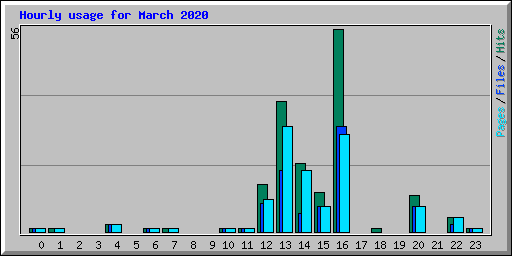 Hourly usage for March 2020
56
Pages/Files/Hits
0 1 2 3 4 5 6 7 8 9 10 11 12 13 14 15 16 17 18 19 20 21 22 23